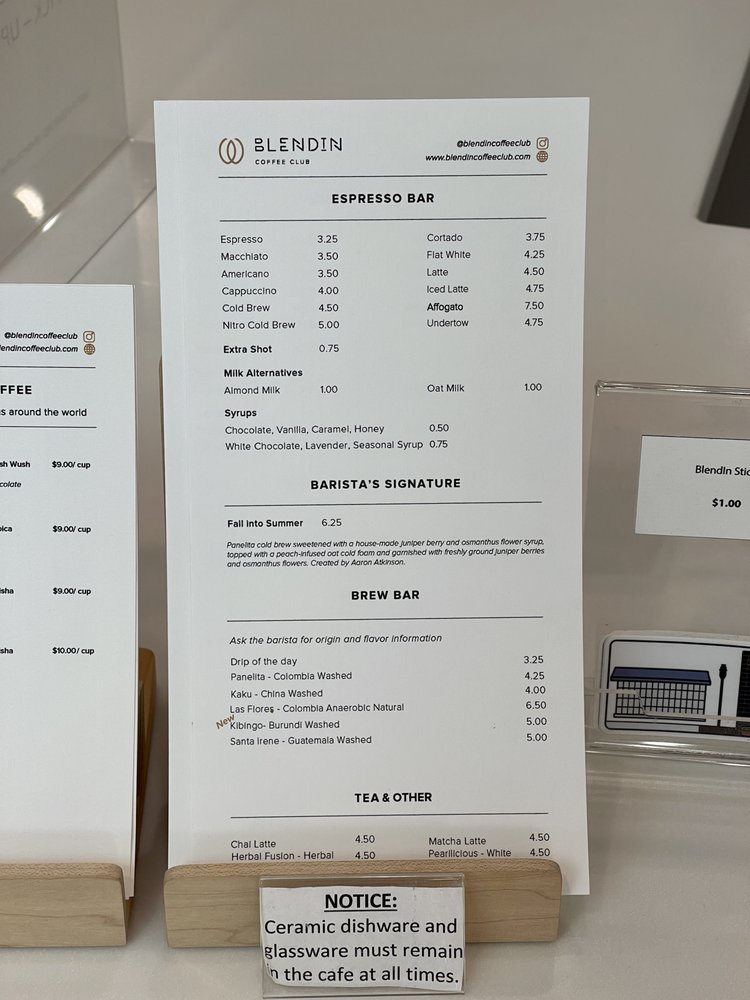 BLENDIN
COFFEE CLUB
@blendincoffeeclub
www.blendincoffeeclub.com
ESPRESSO BAR
Espresso 3.25
Macchiato 3.50
Americano 3.50
Cappuccino 4.00
Cold Brew 4.50
Nitro Cold Brew 5.00
Cortado 3.75
Flat White 4.25
Latte 4.50
Iced Latte 4.75
Affogato 7.50
Undertow 4.75
Extra Shot 0.75
Milk Alternatives
Almond Milk 1.00
Oat Milk 1.00
Syrups
Chocolate, Vanilla, Caramel, Honey 0.50
White Chocolate, Lavender, Seasonal Syrup 0.75
BARISTA'S SIGNATURE
Fall into Summer 6.25
Panelita cold brew sweetened with a house-made juniper berry and osmanthus flower syrup,
topped with a peach-infused oat cold foam and garnished with freshly ground juniper berries
and osmanthus flowers. Created by Aaron Atkinson.
BREW BAR
Ask the barista for origin and flavor information
Drip of the day 3.25
Panelita - Colombia Washed 4.25
Kaku - China Washed 4.00
Las Flores - Colombia Anaerobic Natural 6.50
New Kibingo- Burundi Washed 5.00
Santa Irene - Guatemala Washed 5.00
TEA & OTHER
Chai Latte 4.50
Herbal Fusion - Herbal 4.50
Matcha Latte 4.50
Pearilicious - White 4.50
NOTICE:
Ceramic dishware and
glassware must remain
in the cafe at all times.
@blendincoffeeclub
endincoffeeclub.com
FFEE
s around the world
sh Wush $9.00/ cup
colate
ica $9.00/ cup
sha $9.00/ cup
sha $10.00/ cup
BlendIn Stic
$1.00